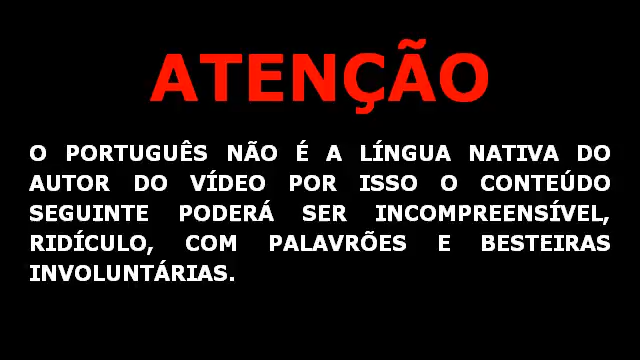 ATENÇÃO
O PORTUGUÊS NÃO É A LÍNGUA NATIVA DO
AUTOR DO VÍDEO POR ISSO O CONTEÚDO
SEGUINTE PODERÁ SER INCOMPREENSÍVEL,
RIDÍCULO, COM PALAVRÕES E BESTEIRAS
INVOLUNTÁRIAS.